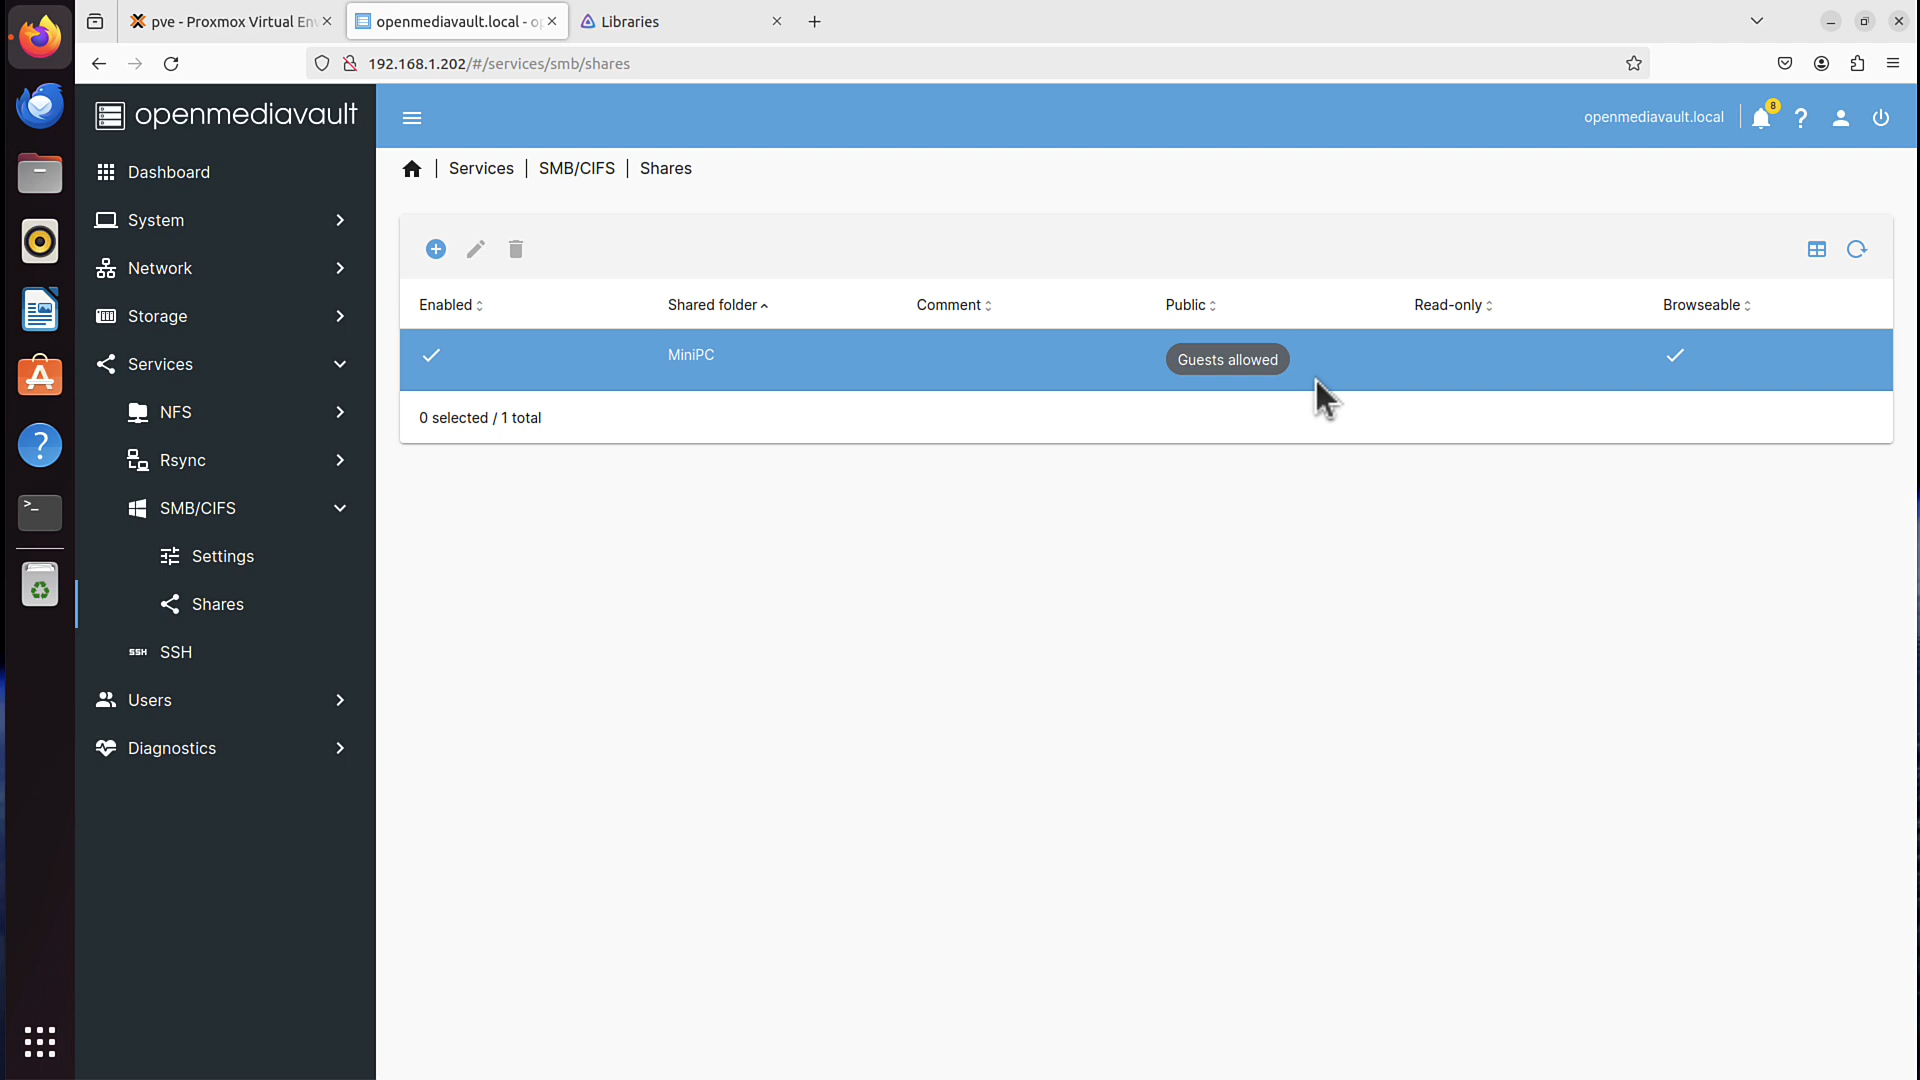 pve - Proxmox Virtual Env
openmediavault.local - op
Libraries
192.168.1.202/#/services/smb/shares
openmediavault
openmediavault.local
8
Dashboard
System
Network
Storage
Services
NFS
Rsync
SMB/CIFS
Settings
Shares
SSH
SSH
Users
Diagnostics
Services | SMB/CIFS | Shares
Enabled Shared folder Comment Public Read-only Browseable
MiniPC Guests allowed
0 selected / 1 total